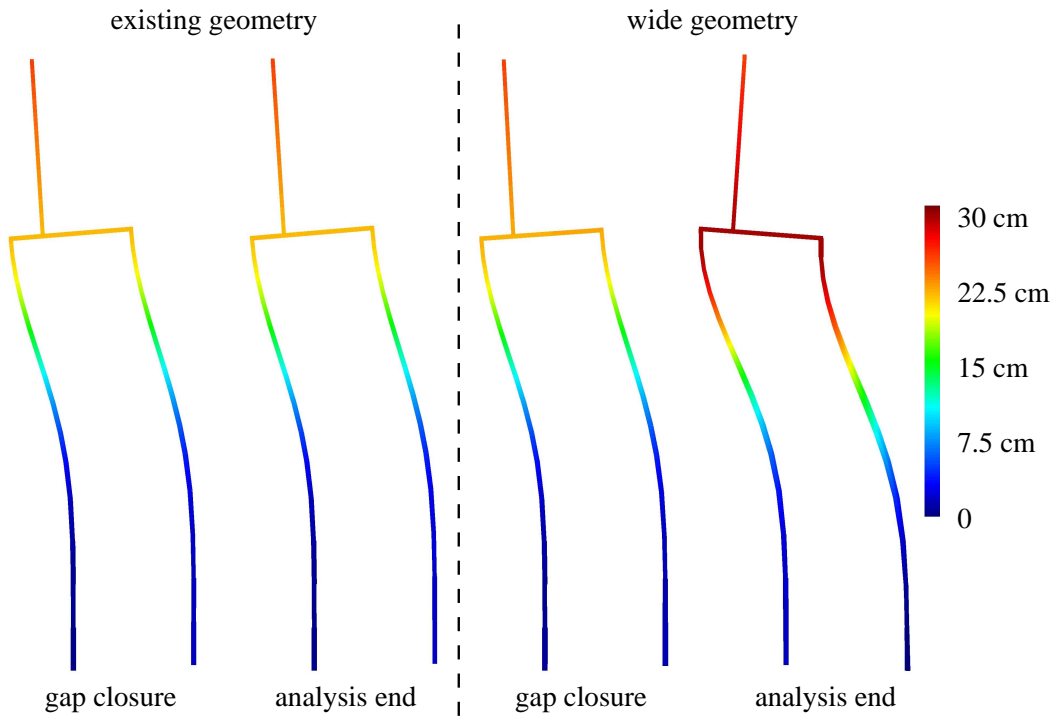 existing geometry
wide geometry
30 cm
22.5 cm
15 cm
7.5 cm
0
gap closure
analysis end
gap closure
analysis end